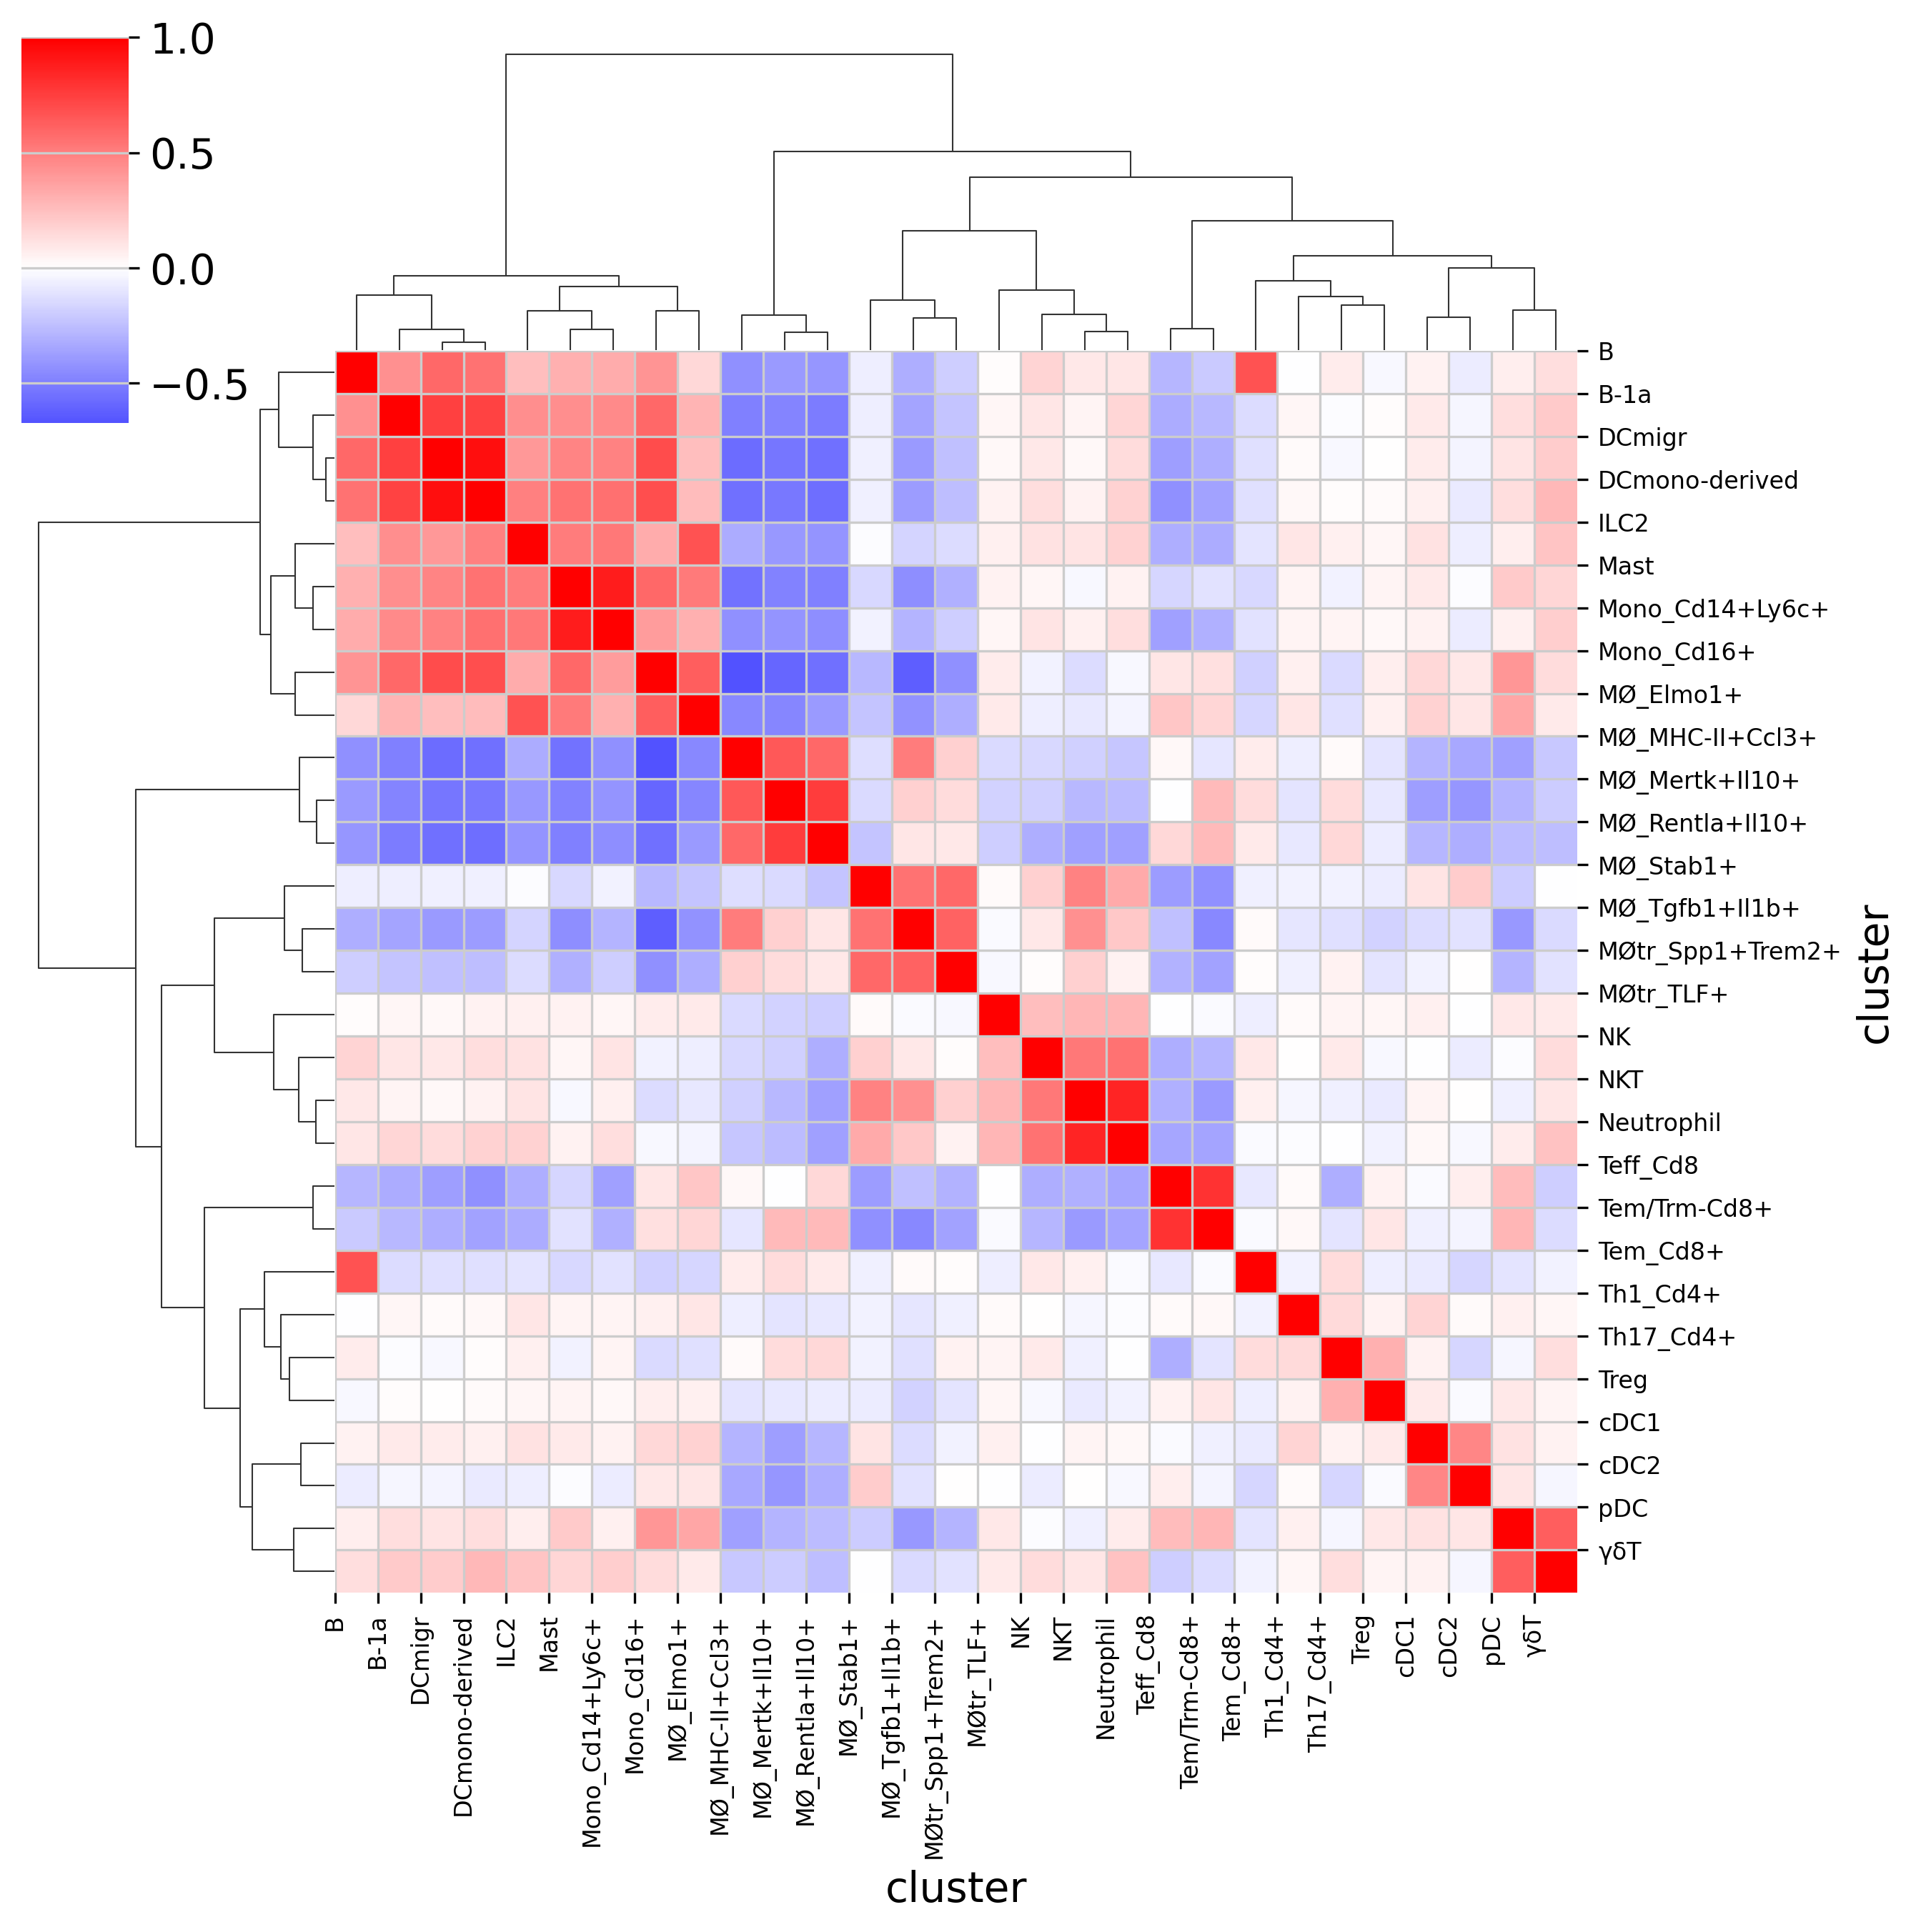 1.0
0.5
0.0
−0.5
B
B-1a
DCmigr
DCmono-derived
ILC2
Mast
Mono_Cd14+Ly6c+
Mono_Cd16+
MØ_Elmo1+
MØ_MHC-II+Ccl3+
MØ_Mertk+Il10+
MØ_Rentla+Il10+
MØ_Stab1+
MØ_Tgfb1+Il1b+
MØtr_Spp1+Trem2+
MØtr_TLF+
NK
NKT
Neutrophil
Teff_Cd8
Tem/Trm-Cd8+
Tem_Cd8+
Th1_Cd4+
Th17_Cd4+
Treg
cDC1
cDC2
pDC
γδT
cluster
B
B-1a
DCmigr
DCmono-derived
ILC2
Mast
Mono_Cd14+Ly6c+
Mono_Cd16+
MØ_Elmo1+
MØ_MHC-II+Ccl3+
MØ_Mertk+Il10+
MØ_Rentla+Il10+
MØ_Stab1+
MØ_Tgfb1+Il1b+
MØtr_Spp1+Trem2+
MØtr_TLF+
NK
NKT
Neutrophil
Teff_Cd8
Tem/Trm-Cd8+
Tem_Cd8+
Th1_Cd4+
Th17_Cd4+
Treg
cDC1
cDC2
pDC
γδT
cluster